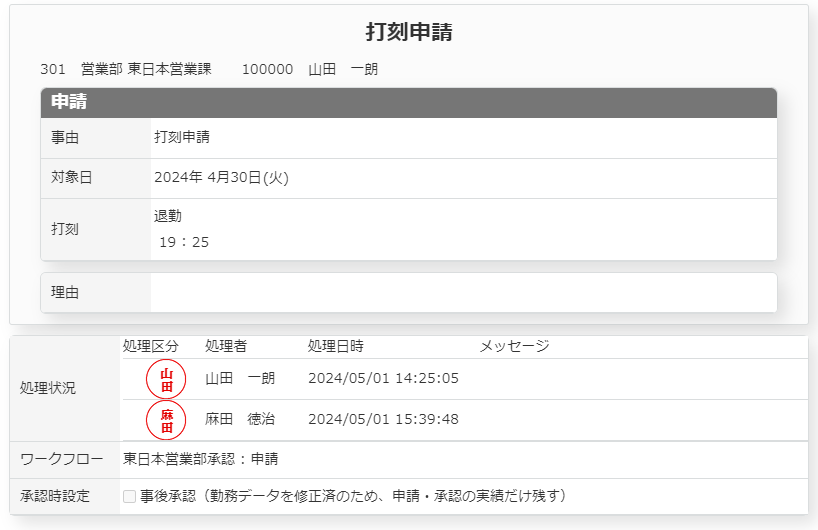 打刻申請
301 営業部 東日本営業課 100000 山田 一朗
申請
事由 打刻申請
対象日 2024年 4月30日(火)
打刻 退勤
19：25
理由
処理区分 処理者 処理日時 メッセージ
処理状況
山田 山田 一朗 2024/05/01 14:25:05
麻田 麻田 徳治 2024/05/01 15:39:48
ワークフロー 東日本営業部承認：申請
承認時設定 事後承認（勤務データを修正済のため、申請・承認の実績だけ残す）